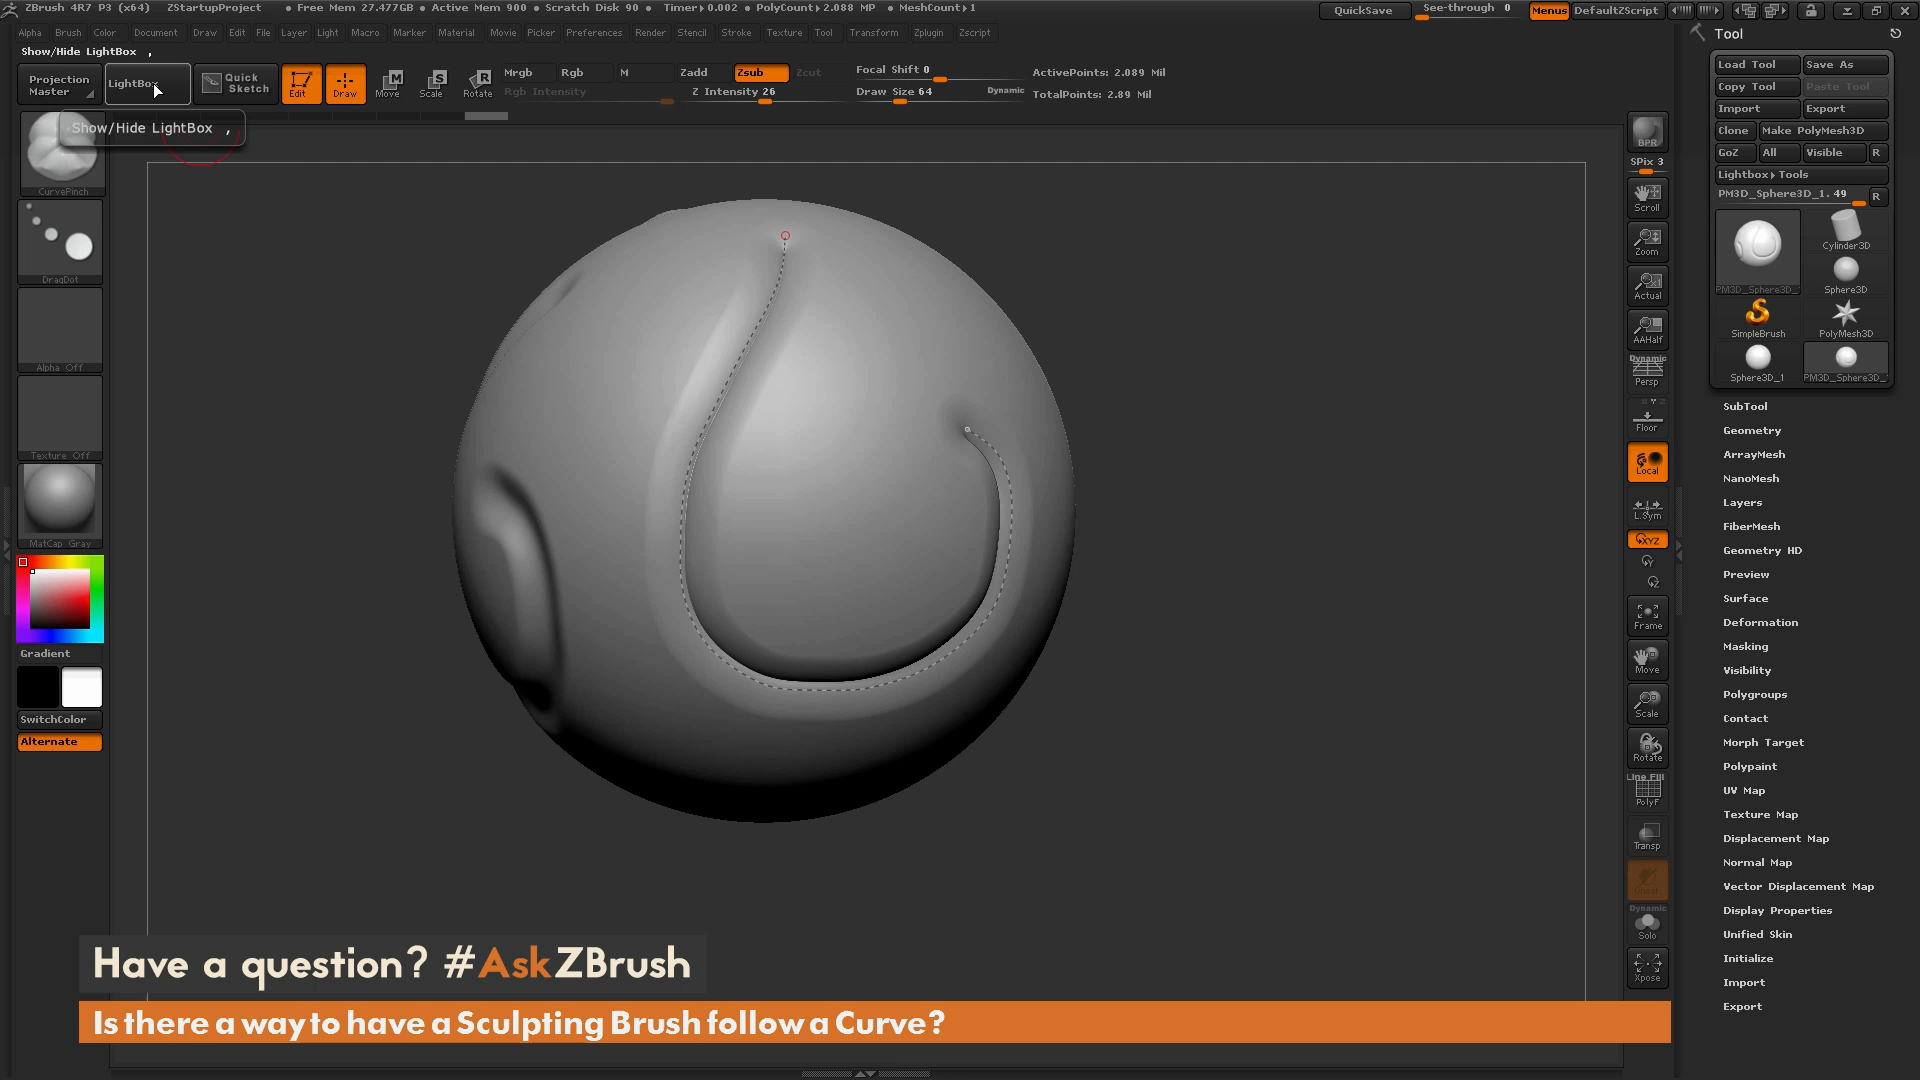 ZBrush 4R7 P3 (x64) ZStartupProject ● Free Mem 27.477GB ● Active Mem 900 ● Scratch Disk 90 ● Timer▸0.002 ● PolyCount▸2.088 MP ● MeshCount▸1 QuickSave See-through 0 Menus DefaultZScript
Alpha Brush Color Document Draw Edit File Layer Light Macro Marker Material Movie Picker Preferences Render Stencil Stroke Texture Tool Transform Zplugin Zscript
Show/Hide LightBox ,
Projection Master
LightBox
Quick Sketch
Edit
Draw
Move
Scale
Rotate
Mrgb Rgb M Zadd Zsub Zcut
Rgb Intensity Z Intensity 26
Focal Shift 0
Draw Size 64 Dynamic
ActivePoints: 2.089 Mil
TotalPoints: 2.89 Mil
Show/Hide LightBox ,
CurvePinch
DragDot
Alpha Off
Texture Off
MatCap Gray
Gradient
SwitchColor
Alternate
BPR
SPix 3
Scroll
Zoom
Actual
AAHalf
Dynamic
Persp
Floor
Local
L.Sym
XYZ
Y
Z
Frame
Move
Scale
Rotate
Line Fill
PolyF
Transp
Ghost
Dynamic
Solo
Xpose
Tool
Load Tool Save As
Copy Tool Paste Tool
Import Export
Clone Make PolyMesh3D
GoZ All Visible R
Lightbox▸Tools
PM3D_Sphere3D_1. 49 R
PM3D_Sphere3D_
Cylinder3D
Sphere3D
SimpleBrush PolyMesh3D
Sphere3D_1 PM3D_Sphere3D_
SubTool
Geometry
ArrayMesh
NanoMesh
Layers
FiberMesh
Geometry HD
Preview
Surface
Deformation
Masking
Visibility
Polygroups
Contact
Morph Target
Polypaint
UV Map
Texture Map
Displacement Map
Normal Map
Vector Displacement Map
Display Properties
Unified Skin
Initialize
Import
Export
Have a question? #AskZBrush
Is there a way to have a Sculpting Brush follow a Curve?